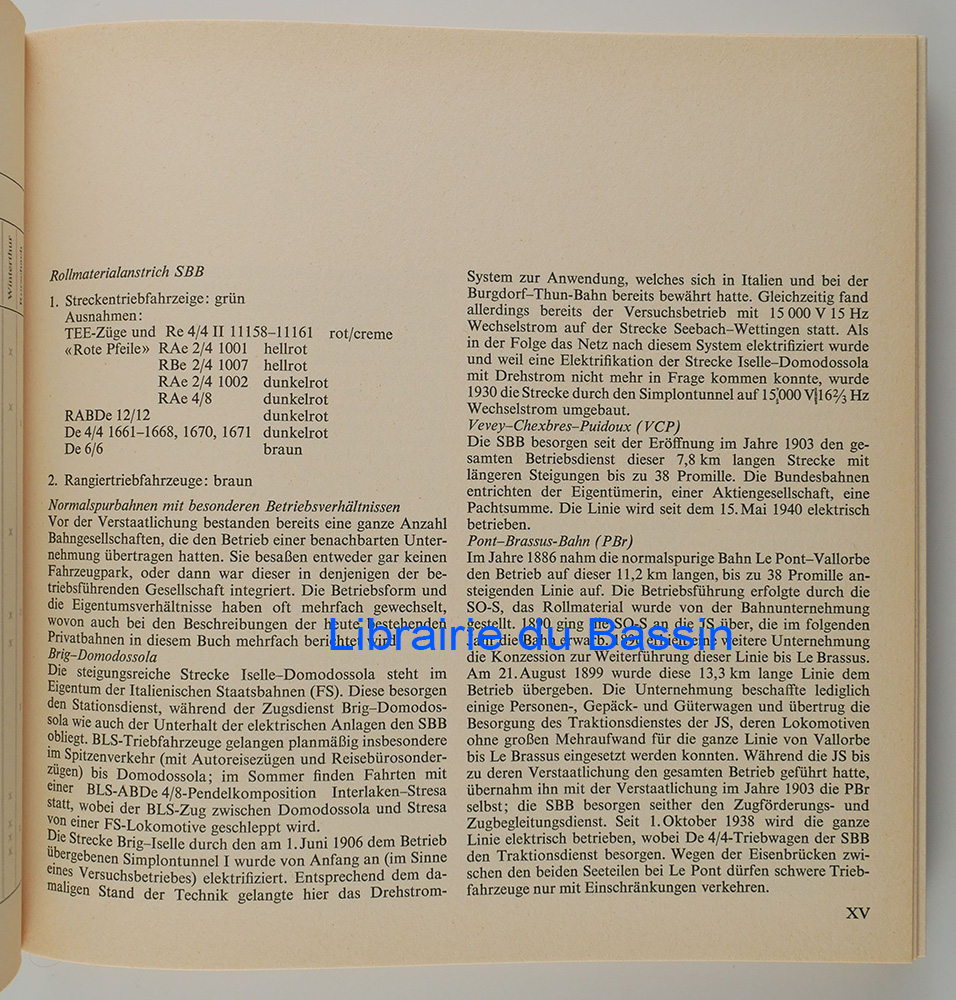 Winterthur
Rollmaterialanstrich SBB
1. Streckentriebfahrzeige: grün
Ausnahmen:
TEE-Züge und Re 4/4 II 11158–11161 rot/creme
«Rote Pfeile» RAe 2/4 1001 hellrot
RBe 2/4 1007 hellrot
RAe 2/4 1002 dunkelrot
RAe 4/8 dunkelrot
RABDe 12/12 dunkelrot
De 4/4 1661–1668, 1670, 1671 dunkelrot
De 6/6 braun
2. Rangiertriebfahrzeuge: braun
Normalspurbahnen mit besonderen Betriebsverhältnissen
Vor der Verstaatlichung bestanden bereits eine ganze Anzahl
Bahngesellschaften, die den Betrieb einer benachbarten Unter-
nehmung übertragen hatten. Sie besaßen entweder gar keinen
Fahrzeugpark, oder dann war dieser in denjenigen der be-
triebsführenden Gesellschaft integriert. Die Betriebsform und
die Eigentumsverhältnisse haben oft mehrfach gewechselt,
wovon auch bei den Beschreibungen der heute bestehenden
Privatbahnen in diesem Buch mehrfach berichtet wird.
Brig–Domodossola
Die steigungsreiche Strecke Iselle–Domodossola steht im
Eigentum der Italienischen Staatsbahnen (FS). Diese besorgen
den Stationsdienst, während der Zugsdienst Brig–Domodos-
sola wie auch der Unterhalt der elektrischen Anlagen den SBB
obliegt. BLS-Triebfahrzeuge gelangen planmäßig insbesondere
im Spitzenverkehr (mit Autoreisezügen und Reisebürosonder-
zügen) bis Domodossola; im Sommer finden Fahrten mit
einer BLS-ABDe 4/8-Pendelkomposition Interlaken–Stresa
statt, wobei der BLS-Zug zwischen Domodossola und Stresa
von einer FS-Lokomotive geschleppt wird.
Die Strecke Brig–Iselle durch den am 1. Juni 1906 dem Betrieb
übergebenen Simplontunnel I wurde von Anfang an (im Sinne
eines Versuchsbetriebes) elektrifiziert. Entsprechend dem da-
maligen Stand der Technik gelangte hier das Drehstrom-
System zur Anwendung, welches sich in Italien und bei der
Burgdorf–Thun-Bahn bereits bewährt hatte. Gleichzeitig fand
allerdings bereits der Versuchsbetrieb mit 15 000 V 15 Hz
Wechselstrom auf der Strecke Seebach–Wettingen statt. Als
in der Folge das Netz nach diesem System elektrifiziert wurde
und weil eine Elektrifikation der Strecke Iselle–Domodossola
mit Drehstrom nicht mehr in Frage kommen konnte, wurde
1930 die Strecke durch den Simplontunnel auf 15 000 V 16⅔ Hz
Wechselstrom umgebaut.
Vevey–Chexbres–Puidoux (VCP)
Die SBB besorgen seit der Eröffnung im Jahre 1903 den ge-
samten Betriebsdienst dieser 7,8 km langen Strecke mit
längeren Steigungen bis zu 38 Promille. Die Bundesbahnen
entrichten der Eigentümerin, einer Aktiengesellschaft, eine
Pachtsumme. Die Linie wird seit dem 15. Mai 1940 elektrisch
betrieben.
Pont–Brassus-Bahn (PBr)
Im Jahre 1886 nahm die normalspurige Bahn Le Pont–Vallorbe
den Betrieb auf dieser 11,2 km langen, bis zu 38 Promille an-
steigenden Linie auf. Die Betriebsführung erfolgte durch die
SO-S, das Rollmaterial wurde von der Bahnunternehmung
gestellt. 1890 ging die SO-S an die JS über, die im folgenden
Jahr die Bahn erwarb. 1896 erhielt eine weitere Unternehmung
die Konzession zur Weiterführung dieser Linie bis Le Brassus.
Am 21. August 1899 wurde diese 13,3 km lange Linie dem
Betrieb übergeben. Die Unternehmung beschaffte lediglich
einige Personen-, Gepäck- und Güterwagen und übertrug die
Besorgung des Traktionsdienstes der JS, deren Lokomotiven
ohne großen Mehraufwand für die ganze Linie von Vallorbe
bis Le Brassus eingesetzt werden konnten. Während die JS bis
zu deren Verstaatlichung den gesamten Betrieb geführt hatte,
übernahm ihn mit der Verstaatlichung im Jahre 1903 die PBr
selbst; die SBB besorgen seither den Zugförderungs- und
Zugbegleitungsdienst. Seit 1. Oktober 1938 wird die ganze
Linie elektrisch betrieben, wobei De 4/4-Triebwagen der SBB
den Traktionsdienst besorgen. Wegen der Eisenbrücken zwi-
schen den beiden Seeteilen bei Le Pont dürfen schwere Trieb-
fahrzeuge nur mit Einschränkungen verkehren.
XV
Librairie du Bassin